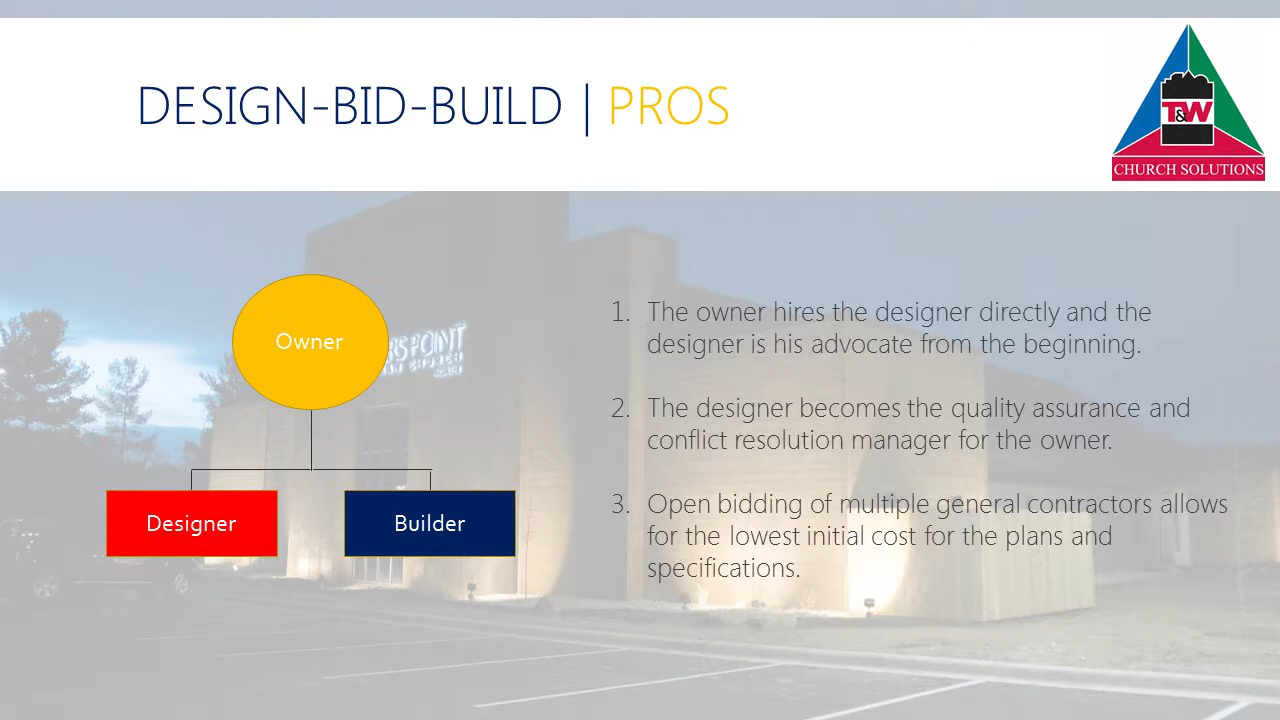 DESIGN-BID-BUILD | PROS
T&W
CHURCH SOLUTIONS
Owner
Designer
Builder
1. The owner hires the designer directly and the
designer is his advocate from the beginning.
2. The designer becomes the quality assurance and
conflict resolution manager for the owner.
3. Open bidding of multiple general contractors allows
for the lowest initial cost for the plans and
specifications.
POINT
CHURCH